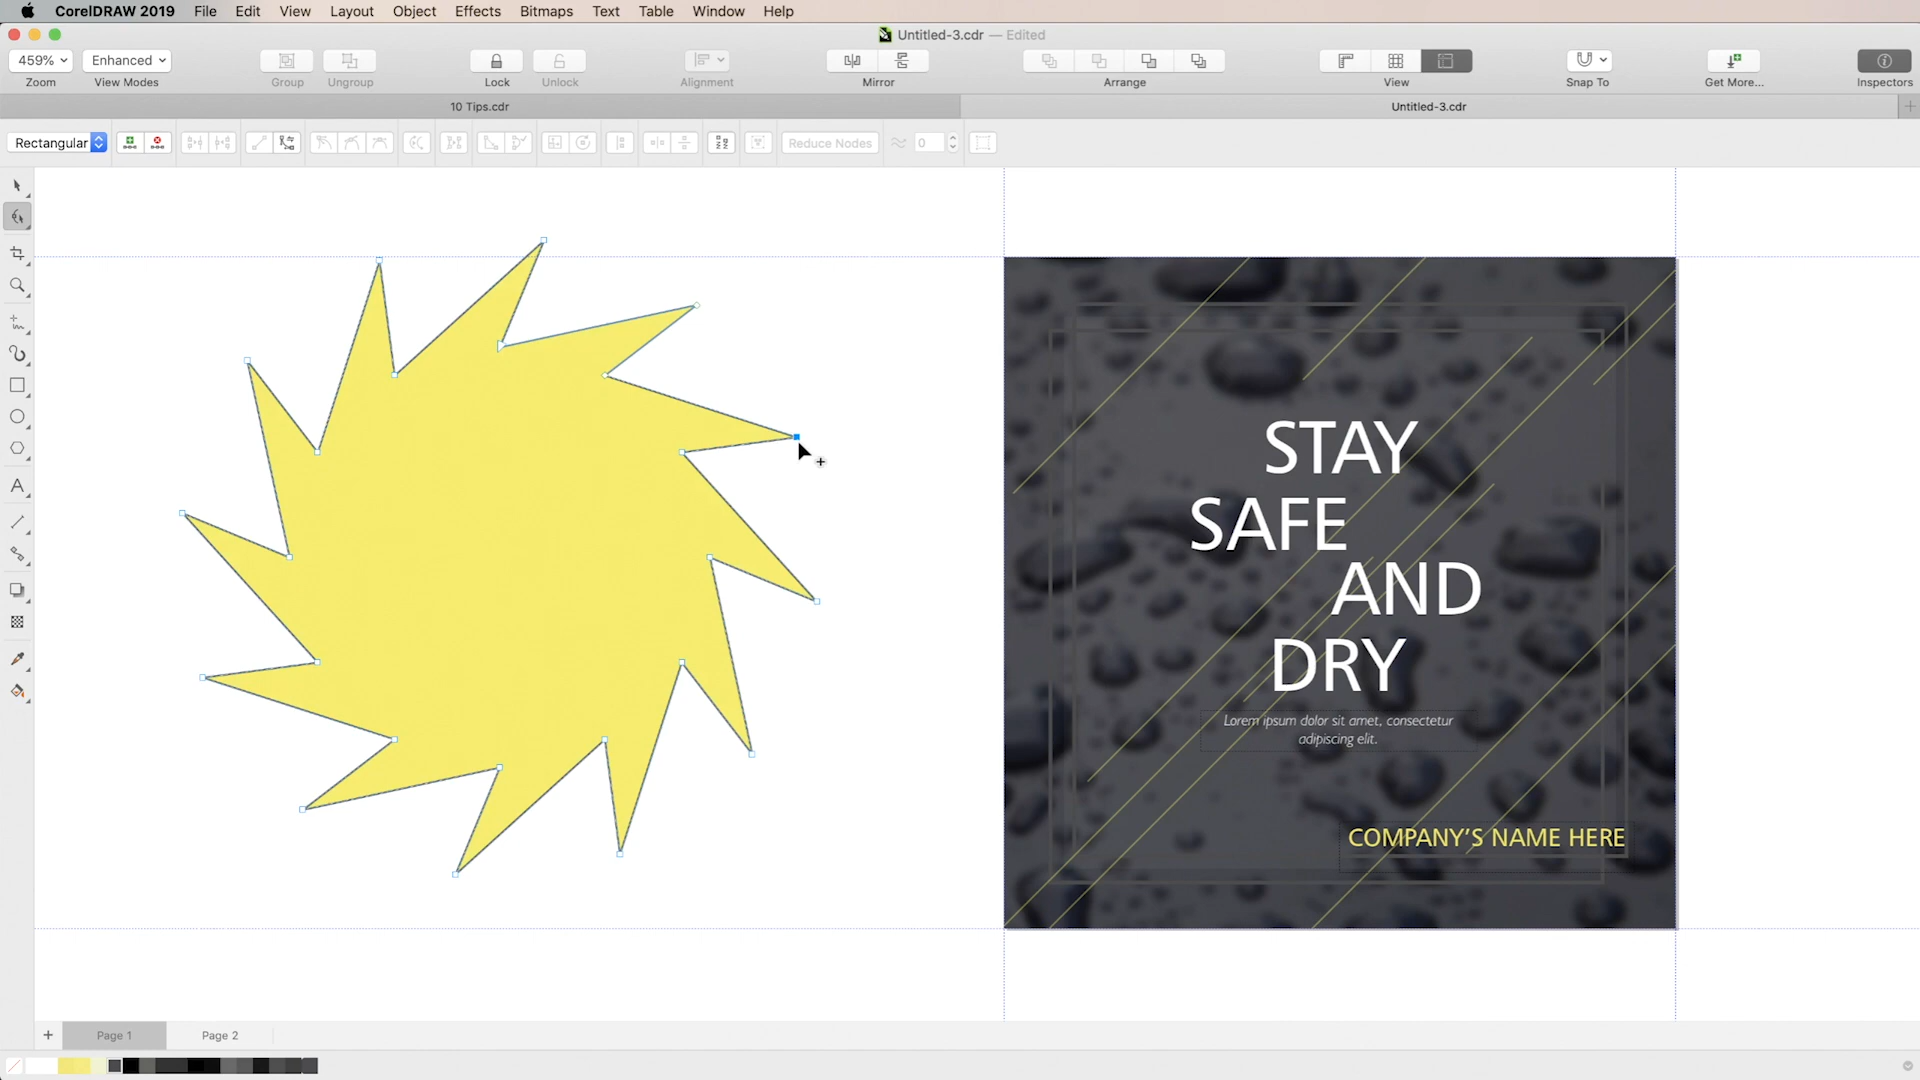 CorelDRAW 2019 File Edit View Layout Object Effects Bitmaps Text Table Window Help
Untitled-3.cdr — Edited
459% Enhanced
Zoom View Modes Group Ungroup Lock Unlock Alignment Mirror Arrange View Snap To Get More... Inspectors
10 Tips.cdr Untitled-3.cdr
Rectangular Reduce Nodes 0
STAY
SAFE
AND
DRY
Lorem ipsum dolor sit amet, consectetur
adipiscing elit.
COMPANY’S NAME HERE
Page 1 Page 2